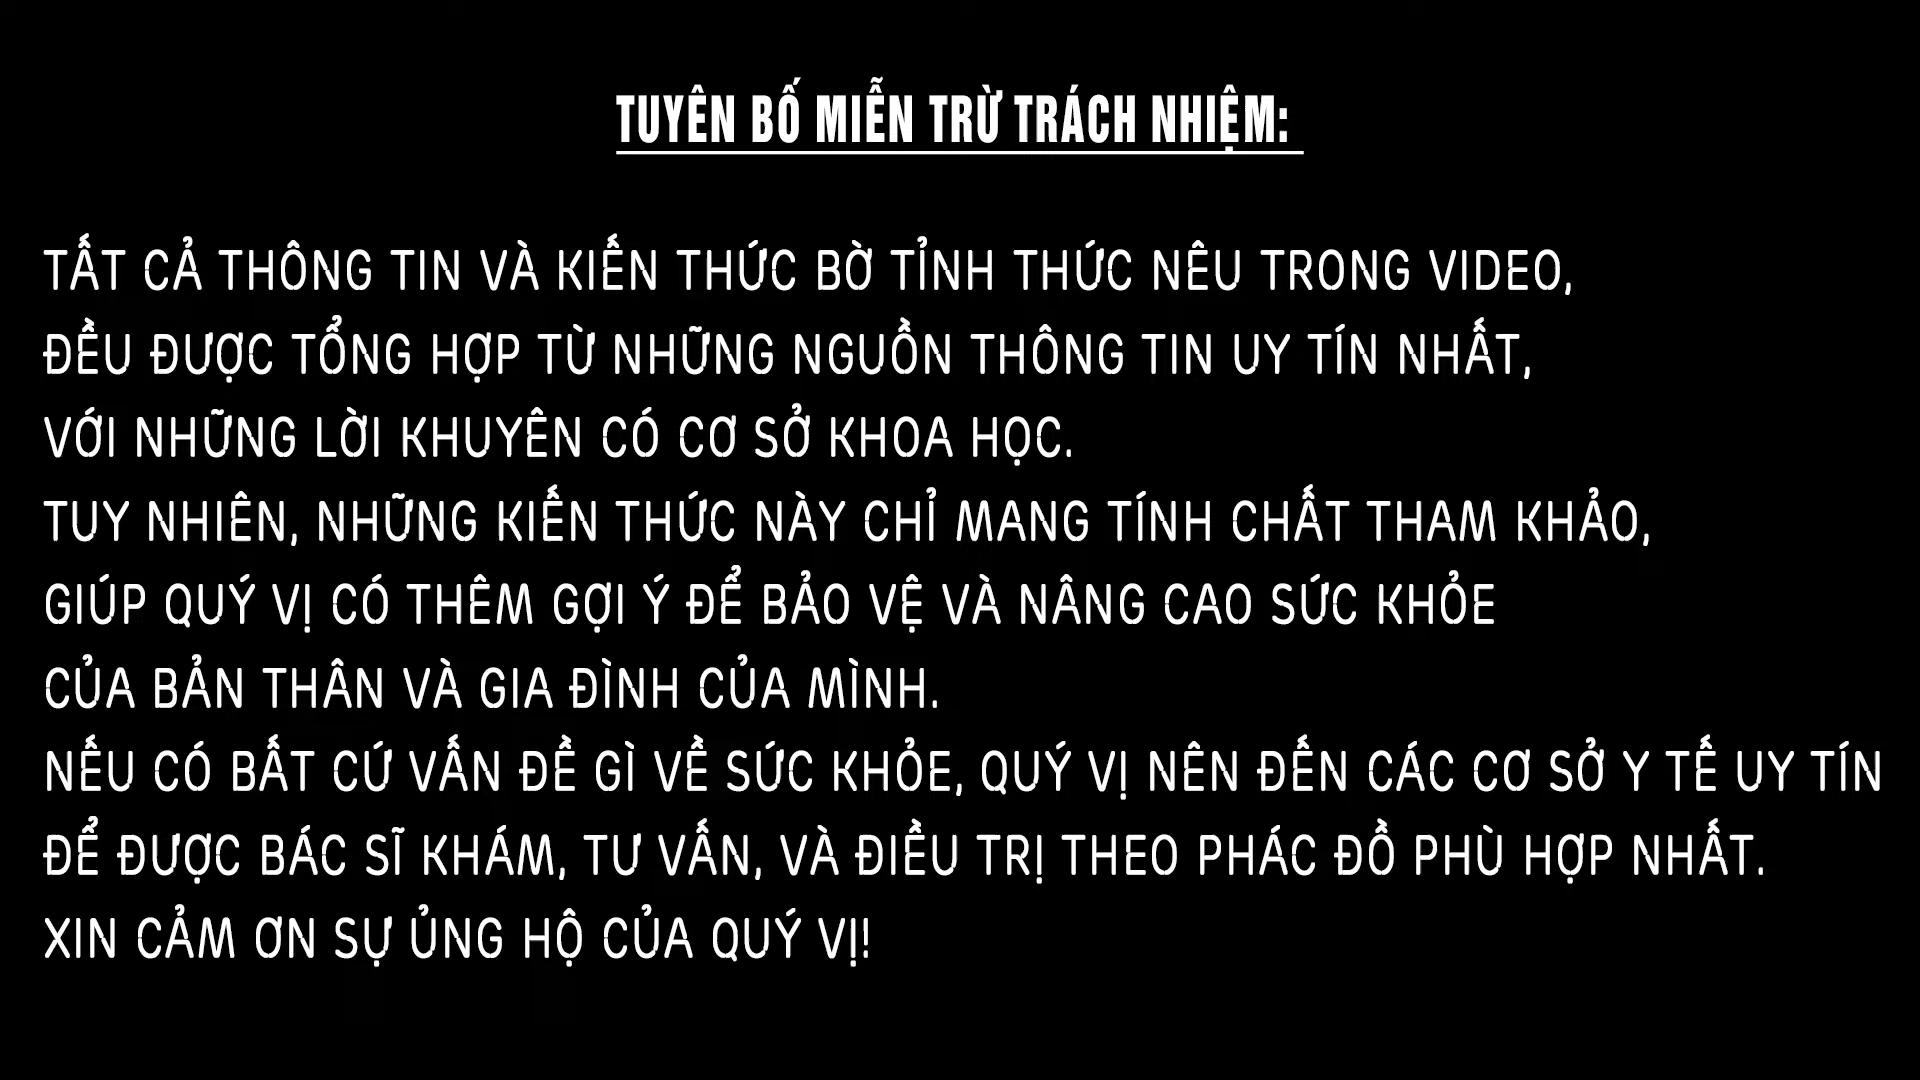 TUYÊN BỐ MIỄN TRỪ TRÁCH NHIỆM:
TẤT CẢ THÔNG TIN VÀ KIẾN THỨC BỜ TỈNH THỨC NÊU TRONG VIDEO,
ĐỀU ĐƯỢC TỔNG HỢP TỪ NHỮNG NGUỒN THÔNG TIN UY TÍN NHẤT,
VỚI NHỮNG LỜI KHUYÊN CÓ CƠ SỞ KHOA HỌC.
TUY NHIÊN, NHỮNG KIẾN THỨC NÀY CHỈ MANG TÍNH CHẤT THAM KHẢO,
GIÚP QUÝ VỊ CÓ THÊM GỢI Ý ĐỂ BẢO VỆ VÀ NÂNG CAO SỨC KHỎE
CỦA BẢN THÂN VÀ GIA ĐÌNH CỦA MÌNH.
NẾU CÓ BẤT CỨ VẤN ĐỀ GÌ VỀ SỨC KHỎE, QUÝ VỊ NÊN ĐẾN CÁC CƠ SỞ Y TẾ UY TÍN
ĐỂ ĐƯỢC BÁC SĨ KHÁM, TƯ VẤN, VÀ ĐIỀU TRỊ THEO PHÁC ĐỒ PHÙ HỢP NHẤT.
XIN CẢM ƠN SỰ ỦNG HỘ CỦA QUÝ VỊ!